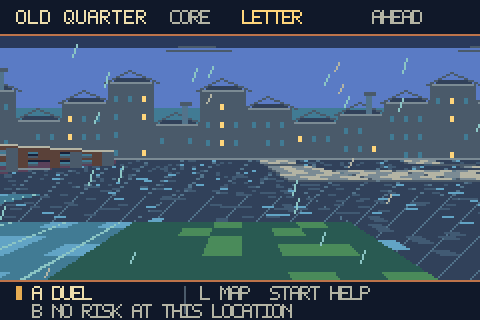 OLD QUARTER CORE LETTER AHEAD
A DUEL L MAP START HELP
B NO RISK AT THIS LOCATION